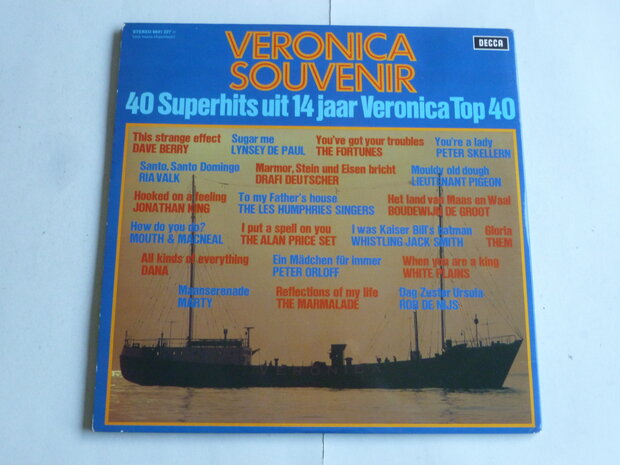 STEREO 6641 227
VERONICA
SOUVENIR
DECCA
40 Superhits uit 14 jaar Veronica Top 40
This strange effect
DAVE BERRY
Sugar me
LYNSEY DE PAUL
You've got your troubles
THE FORTUNES
You're a lady
PETER SKELLERN
Santo, Santo Domingo
RIA VALK
Marmor, Stein und Eisen bricht
DRAFI DEUTSCHER
Mouldy old dough
LIEUTENANT PIGEON
Hooked on a feeling
JONATHAN KING
To my Father's house
THE LES HUMPHRIES SINGERS
Het land van Maas en Waal
BOUDEWIJN DE GROOT
How do you do?
MOUTH & MACNEAL
I put a spell on you
THE ALAN PRICE SET
I was Kaiser Bill's batman
WHISTLING JACK SMITH
Gloria
THEM
All kinds of everything
DANA
Ein Mädchen für immer
PETER ORLOFF
When you are a king
WHITE PLAINS
Maanserenade
MARTY
Reflections of my life
THE MARMALADE
Dag Zuster Ursula
ROB DE NIJS